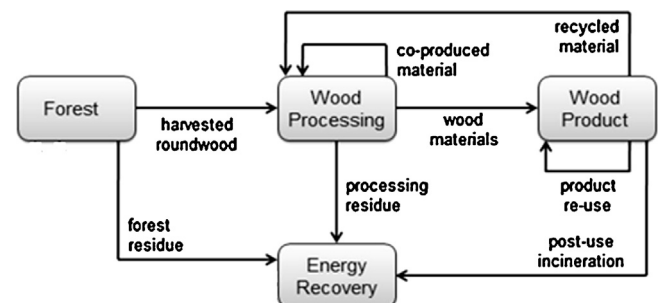 recycled
material
co-produced
material
Forest
Wood
Processing
Wood
Product
harvested
roundwood
wood
materials
processing
residue
product
re-use
forest
residue
post-use
incineration
Energy
Recovery